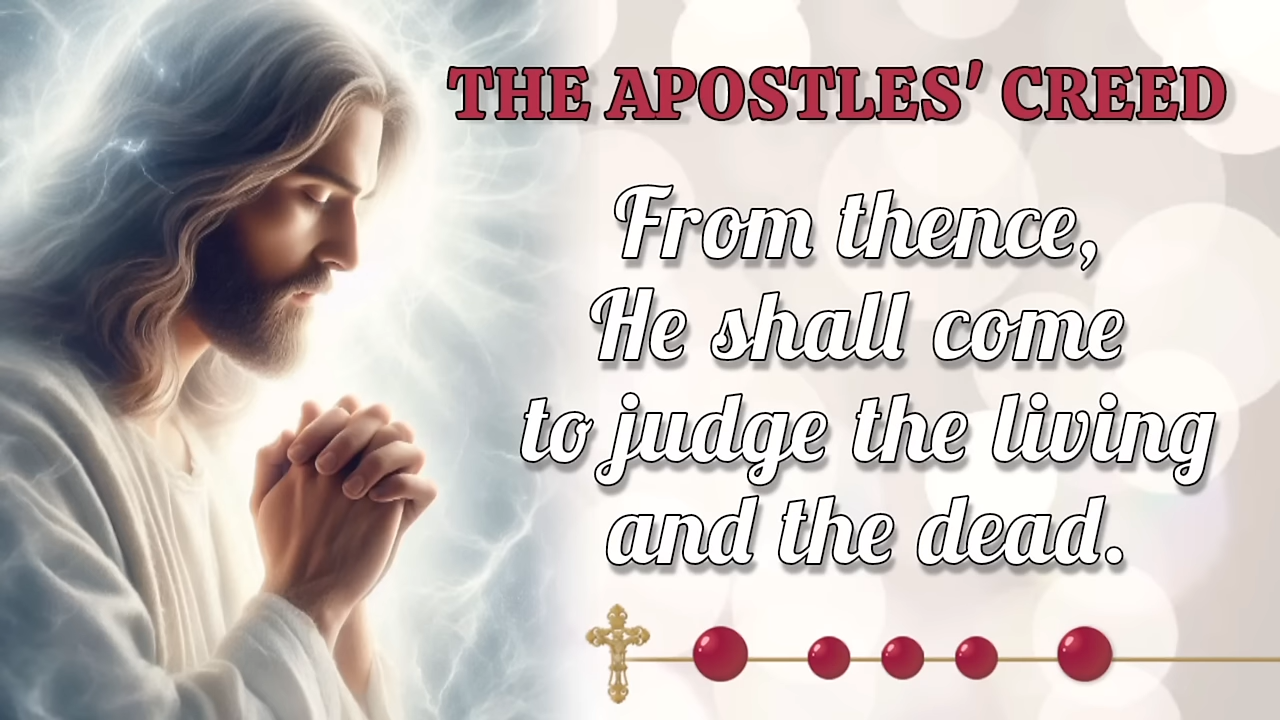 THE APOSTLES' CREED
From thence,
He shall come
to judge the living
and the dead.